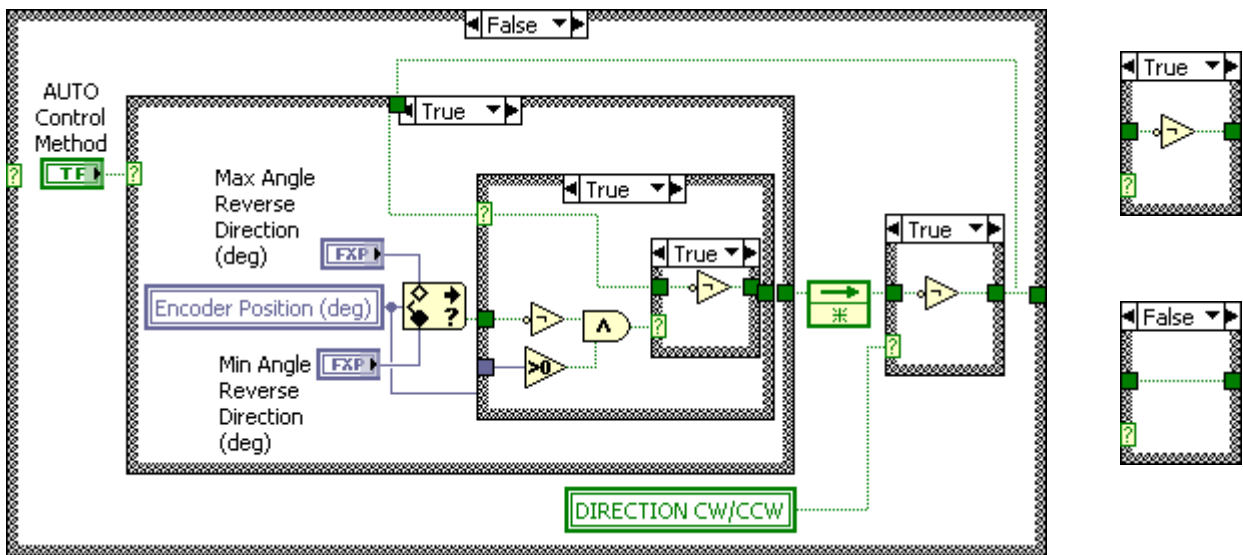 False
True
AUTO
Control
Method
TF
True
Max Angle
Reverse
Direction
(deg)
FXP
True
True
True
Encoder Position (deg)
?
Min Angle
Reverse
Direction
(deg)
FXP
>0
False
DIRECTION CW/CCW